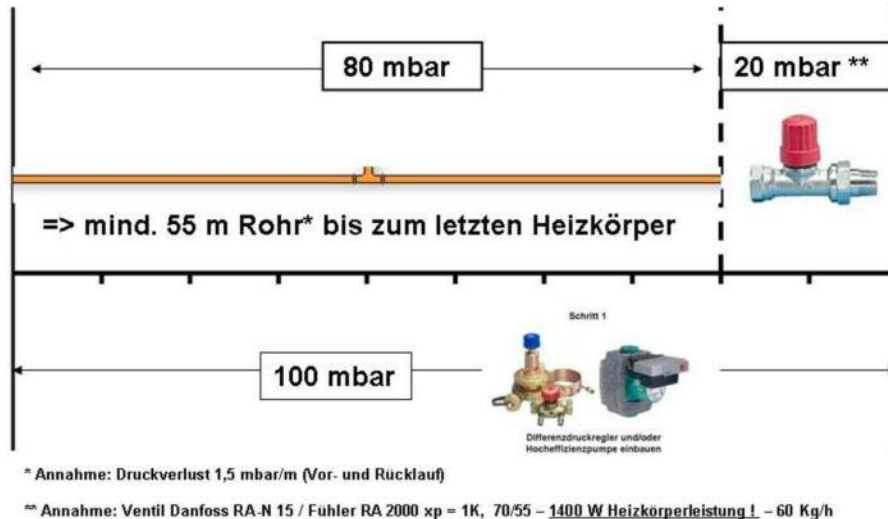 80 mbar
20 mbar **
=> mind. 55 m Rohr* bis zum letzten Heizkörper
Schritt 1
100 mbar
Differenzdruckregler und/oder
Hocheffizienzpumpe einbauen
* Annahme: Druckverlust 1,5 mbar/m (Vor- und Rücklauf)
** Annahme: Ventil Danfoss RA-N 15 / Fühler RA 2000 xp = 1K, 70/55 – 1400 W Heizkörperleistung ! – 60 Kg/h